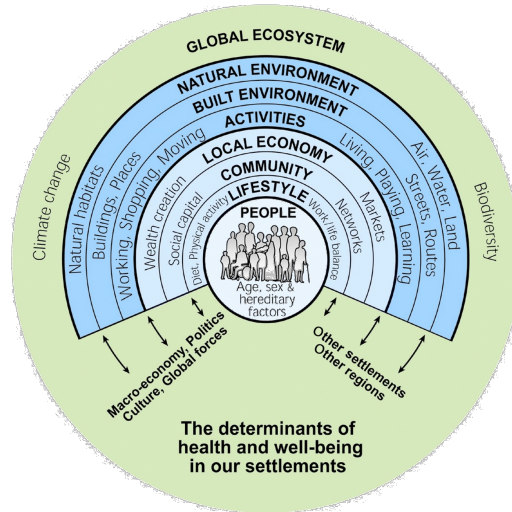 GLOBAL ECOSYSTEM
NATURAL ENVIRONMENT
BUILT ENVIRONMENT
ACTIVITIES
LOCAL ECONOMY
COMMUNITY
LIFESTYLE
PEOPLE
Age, sex &
hereditary
factors
Climate change
Natural habitats
Buildings, Places
Working, Shopping, Moving
Wealth creation
Social capital
Diet, Physical activity
Work/life balance
Networks
Markets
Living, Playing, Learning
Streets, Routes
Air, Water, Land
Biodiversity
Macro-economy, Politics
Culture, Global forces
Other settlements
Other regions
The determinants of
health and well-being
in our settlements